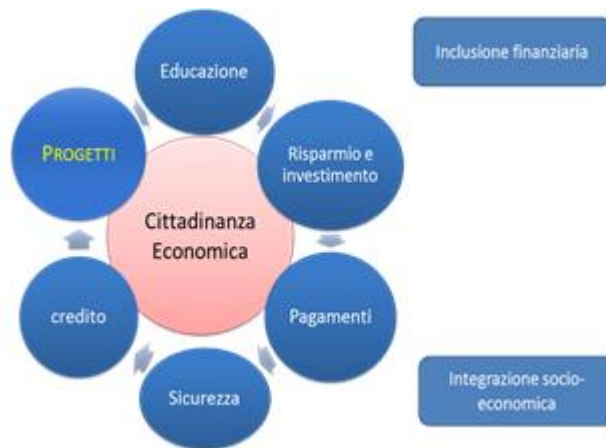 Educazione
Inclusione finanziaria
PROGETTI
Risparmio e
investimento
Cittadinanza
Economica
credito
Pagamenti
Sicurezza
Integrazione socio-
economica